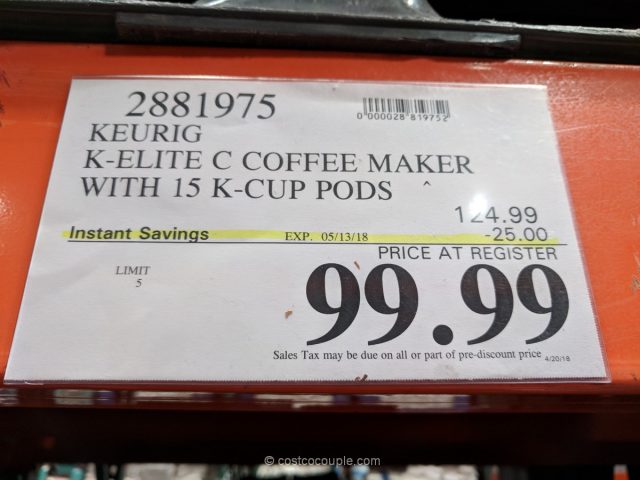 2881975
0 000028 819752
KEURIG
K-ELITE C COFFEE MAKER
WITH 15 K-CUP PODS ^
124.99
Instant Savings EXP. 05/13/18 -25.00
PRICE AT REGISTER
LIMIT
5
99.99
Sales Tax may be due on all or part of pre-discount price 4/20/18
© costcocouple.com